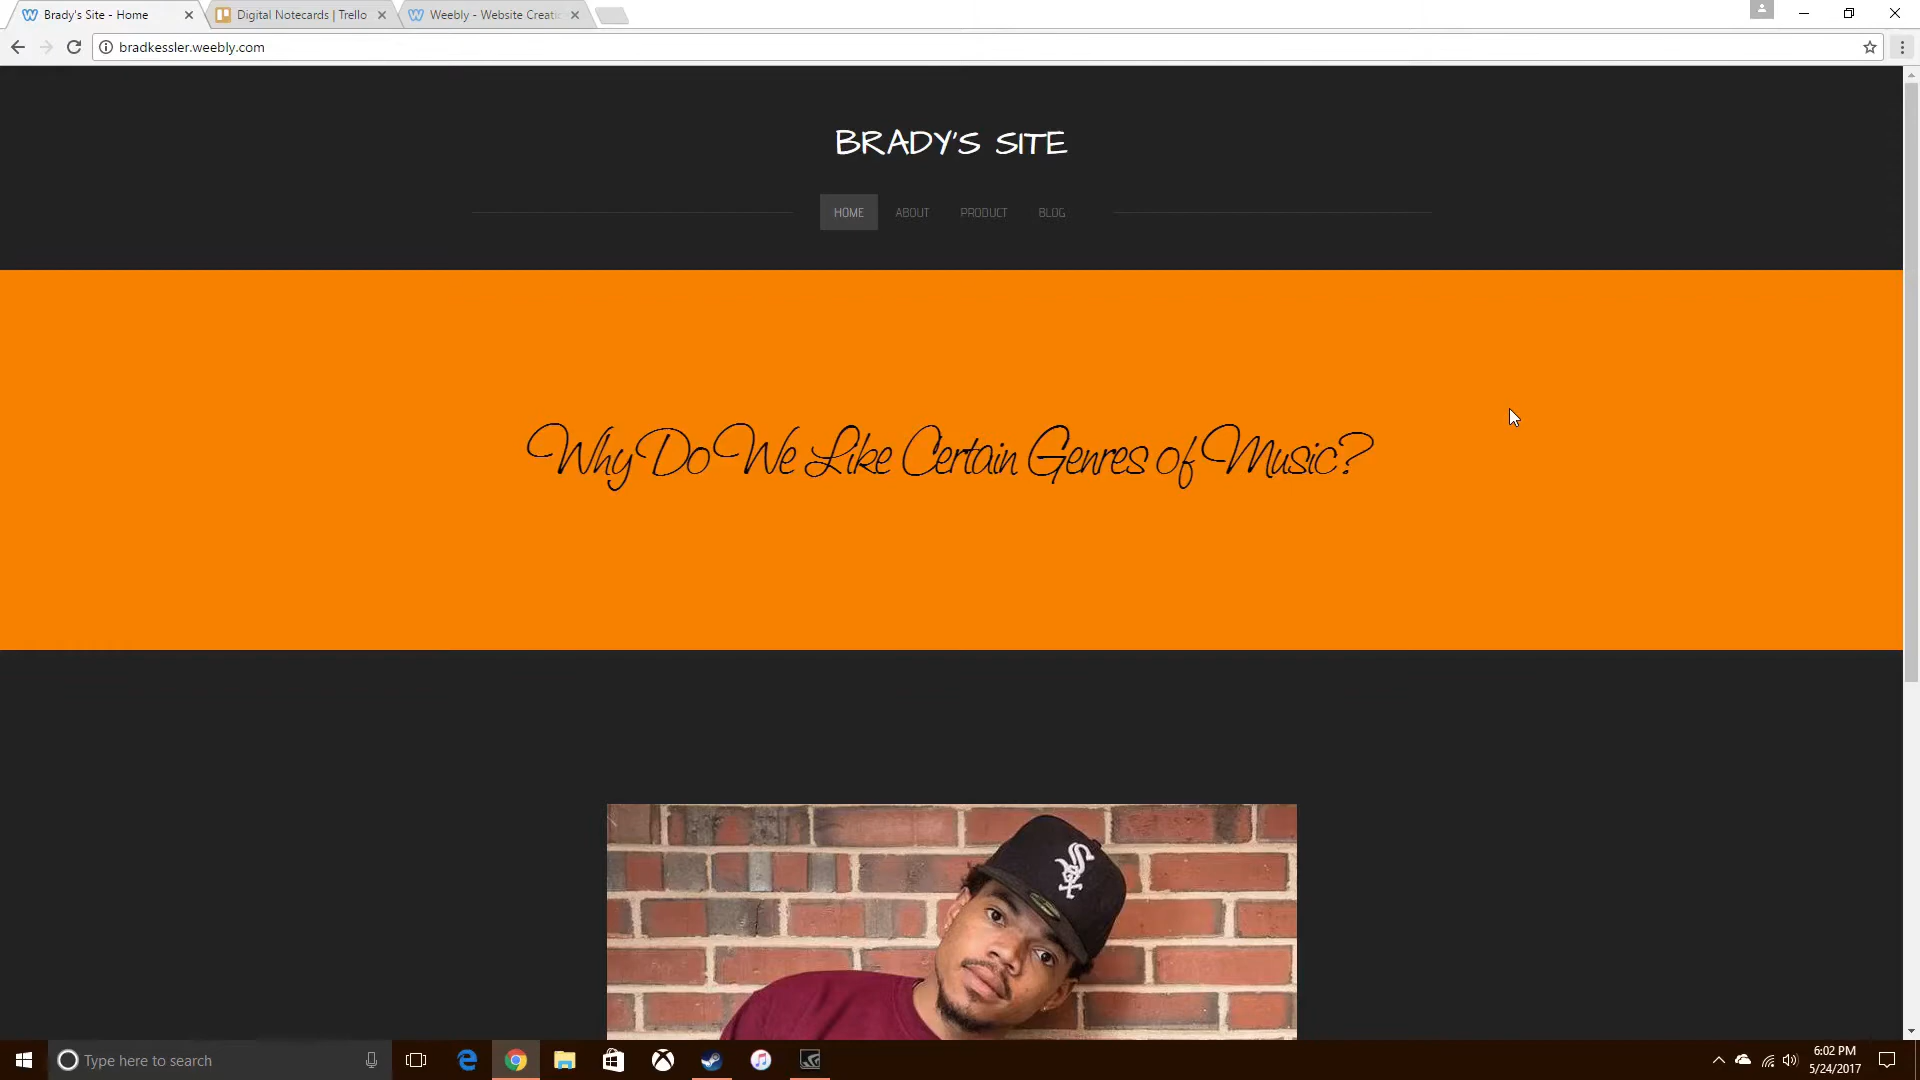 Brady's Site - Home
Digital Notecards | Trello
Weebly - Website Creati
bradkessler.weebly.com
BRADY'S SITE
HOME ABOUT PRODUCT BLOG
Why Do We Like Certain Genres of Music?
Sox
Type here to search
6:02 PM
5/24/2017